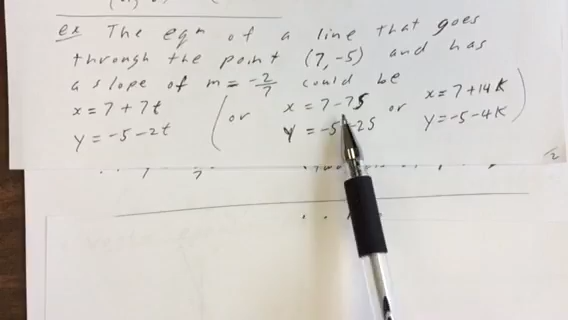 ex The eqn of a line that goes
through the point (7, -5) and has
a slope of m = -2/7 could be
x = 7 + 7t ( or x = 7 - 7s or x = 7 + 14k )
y = -5 - 2t y = -5 - 2s y = -5 - 4k